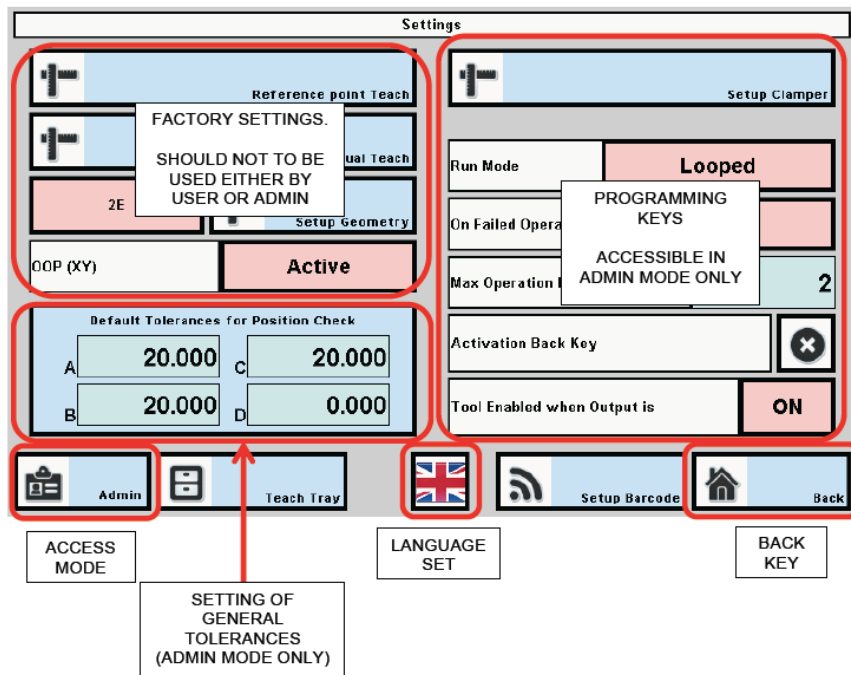 Settings
Reference point Teach
FACTORY SETTINGS.
SHOULD NOT TO BE
USED EITHER BY
USER OR ADMIN
ual Teach
2E
Setup Geometry
OOP (XY)
Active
Default Tolerances for Position Check
A 20.000 C 20.000
B 20.000 D 0.000
Setup Clamper
Run Mode
Looped
PROGRAMMING
KEYS
ACCESSIBLE IN
ADMIN MODE ONLY
On Failed Opera
Max Operation
2
Activation Back Key
Tool Enabled when Output is
ON
Admin
Teach Tray
Setup Barcode
Back
ACCESS
MODE
LANGUAGE
SET
BACK
KEY
SETTING OF
GENERAL
TOLERANCES
(ADMIN MODE ONLY)